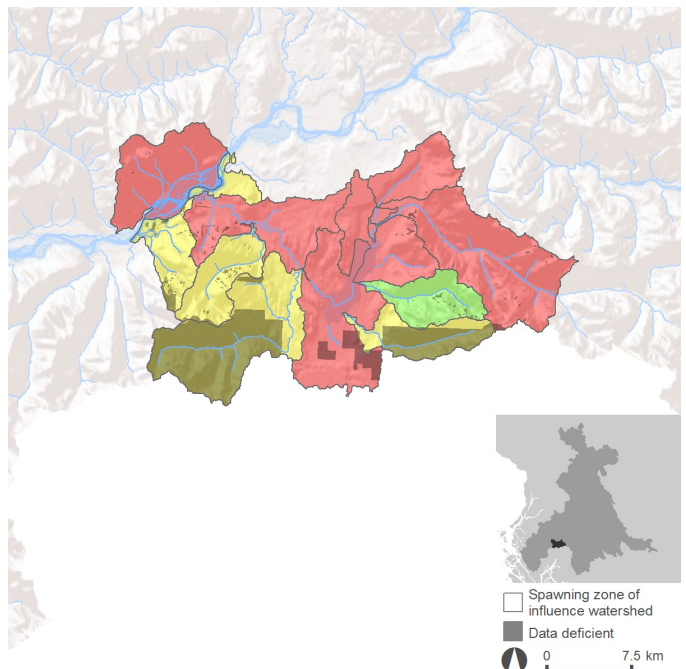 Spawning zone of
influence watershed
Data deficient
0 7.5 km